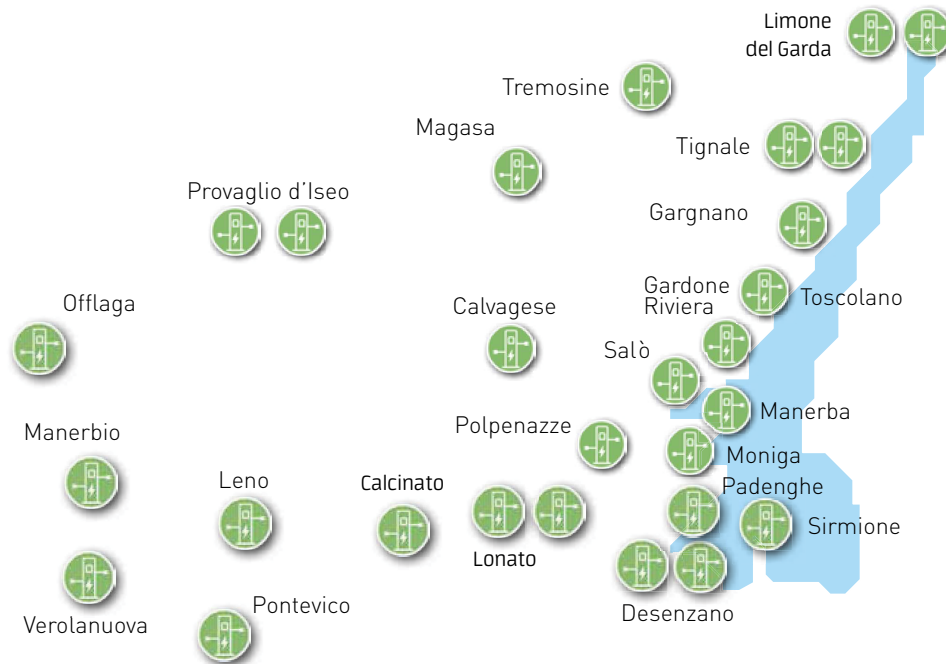 Limone
del Garda
Tremosine
Magasa
Tignale
Provaglio d'Iseo
Gargnano
Gardone
Riviera
Toscolano
Offlaga
Calvagese
Salò
Manerba
Polpenazze
Manerbio
Moniga
Leno
Calcinato
Padenghe
Sirmione
Lonato
Desenzano
Pontevico
Verolanuova